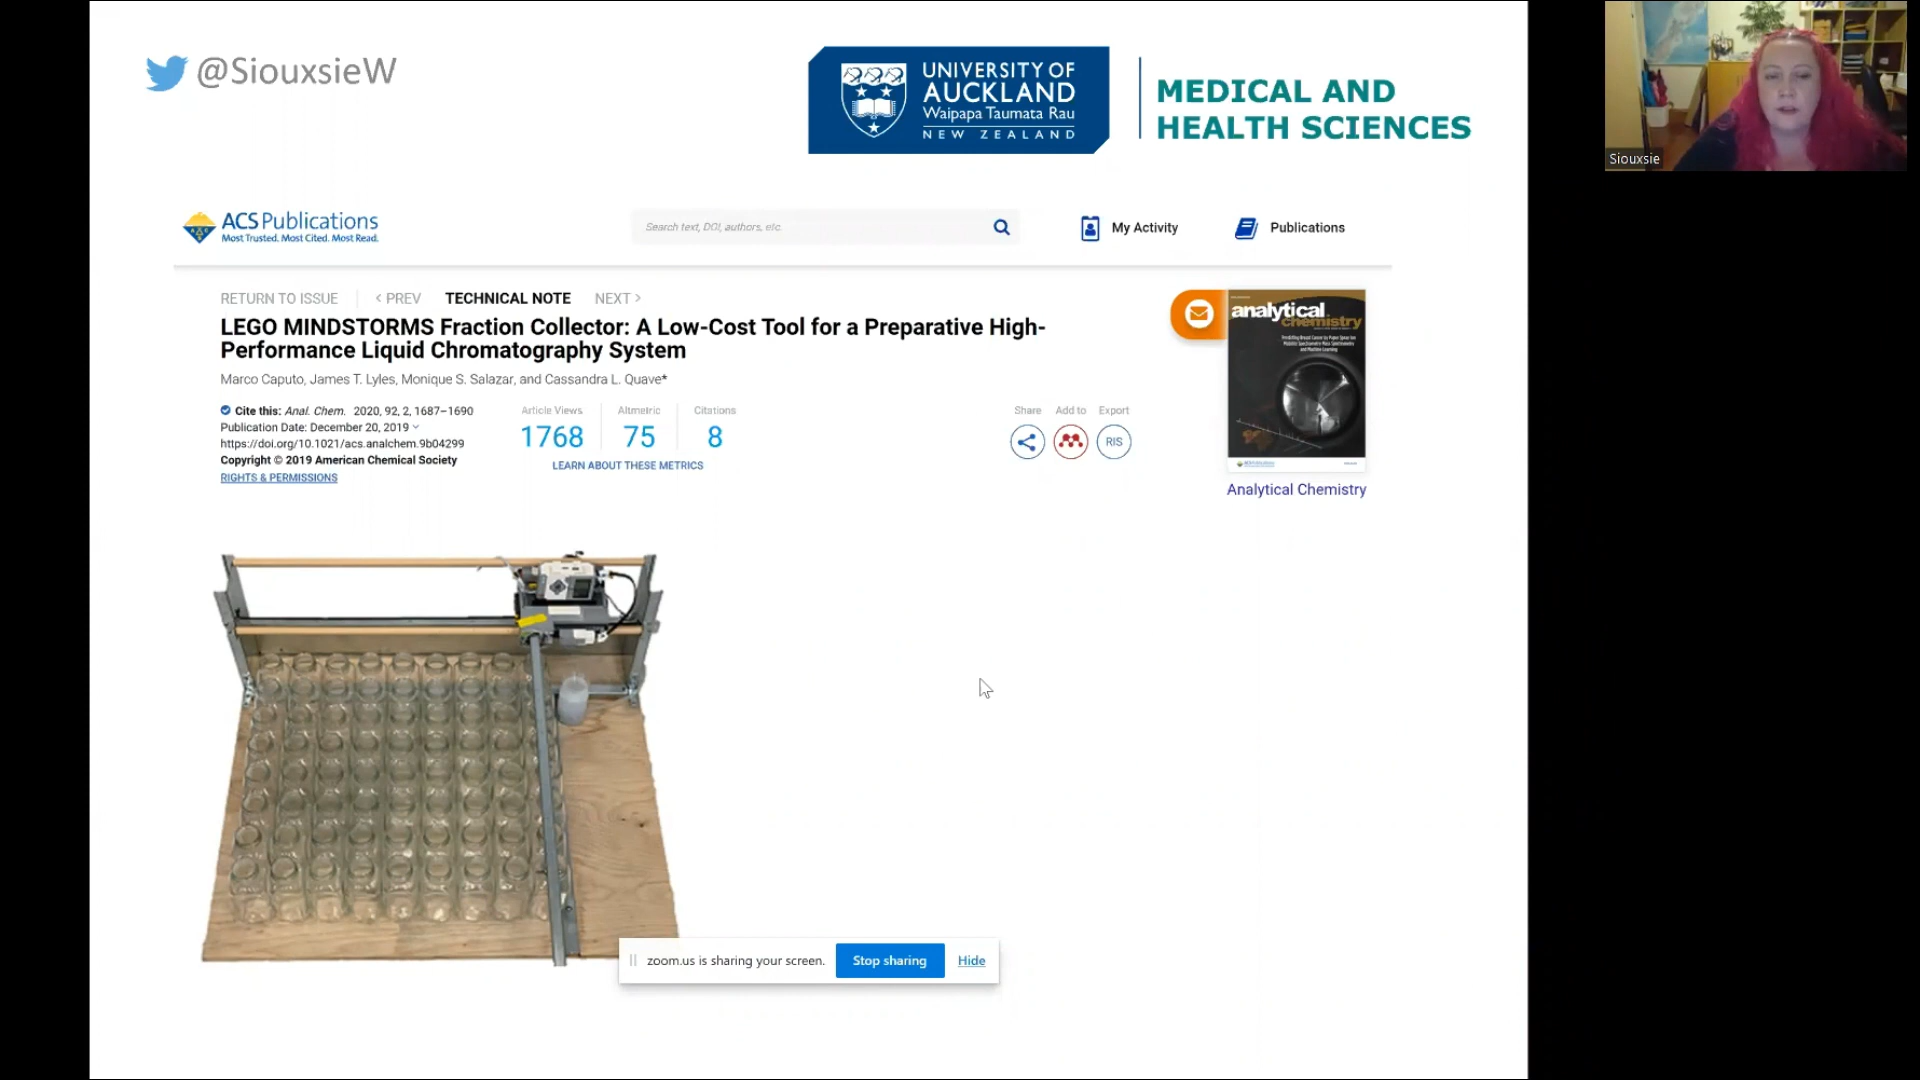 @SiouxsieW
UNIVERSITY OF
AUCKLAND
Waipapa Taumata Rau
NEW ZEALAND
MEDICAL AND
HEALTH SCIENCES
Siouxsie
ACS Publications
Most Trusted. Most Cited. Most Read.
Search text, DOI, authors, etc.
My Activity
Publications
RETURN TO ISSUE
< PREV
TECHNICAL NOTE
NEXT >
LEGO MINDSTORMS Fraction Collector: A Low-Cost Tool for a Preparative High-
Performance Liquid Chromatography System
Marco Caputo, James T. Lyles, Monique S. Salazar, and Cassandra L. Quave*
Cite this: Anal. Chem. 2020, 92, 2, 1687–1690
Publication Date: December 20, 2019
https://doi.org/10.1021/acs.analchem.9b04299
Copyright © 2019 American Chemical Society
RIGHTS & PERMISSIONS
Article Views
1768
Altmetric
75
Citations
8
LEARN ABOUT THESE METRICS
Share
Add to
Export
RIS
analytical
chemistry
Analytical Chemistry
zoom.us is sharing your screen.
Stop sharing
Hide